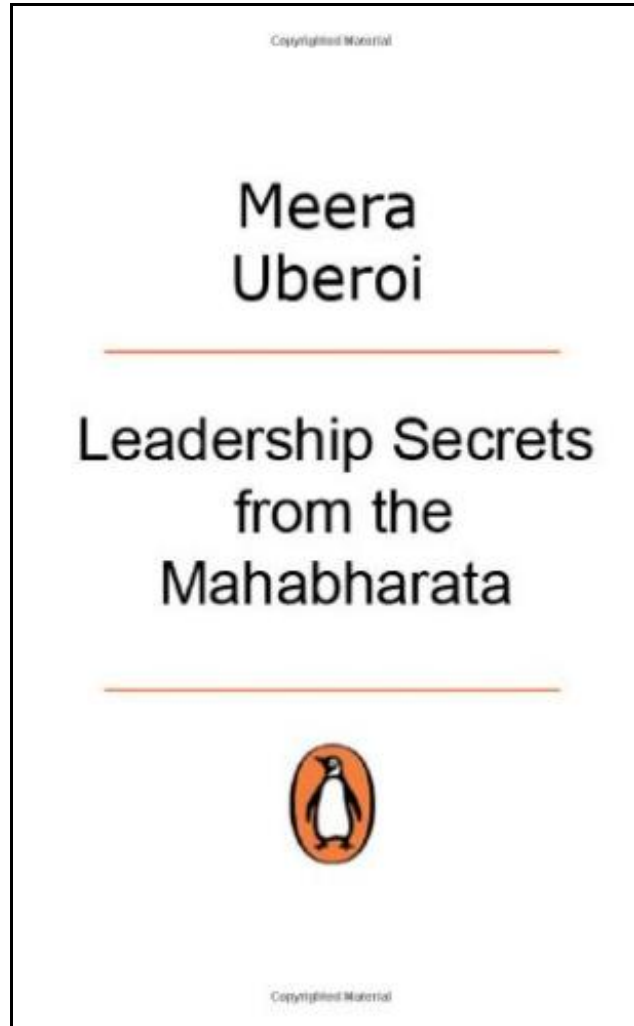 Copyrighted Material
Meera
Uberoi
Leadership Secrets
from the
Mahabharata
Copyrighted Material